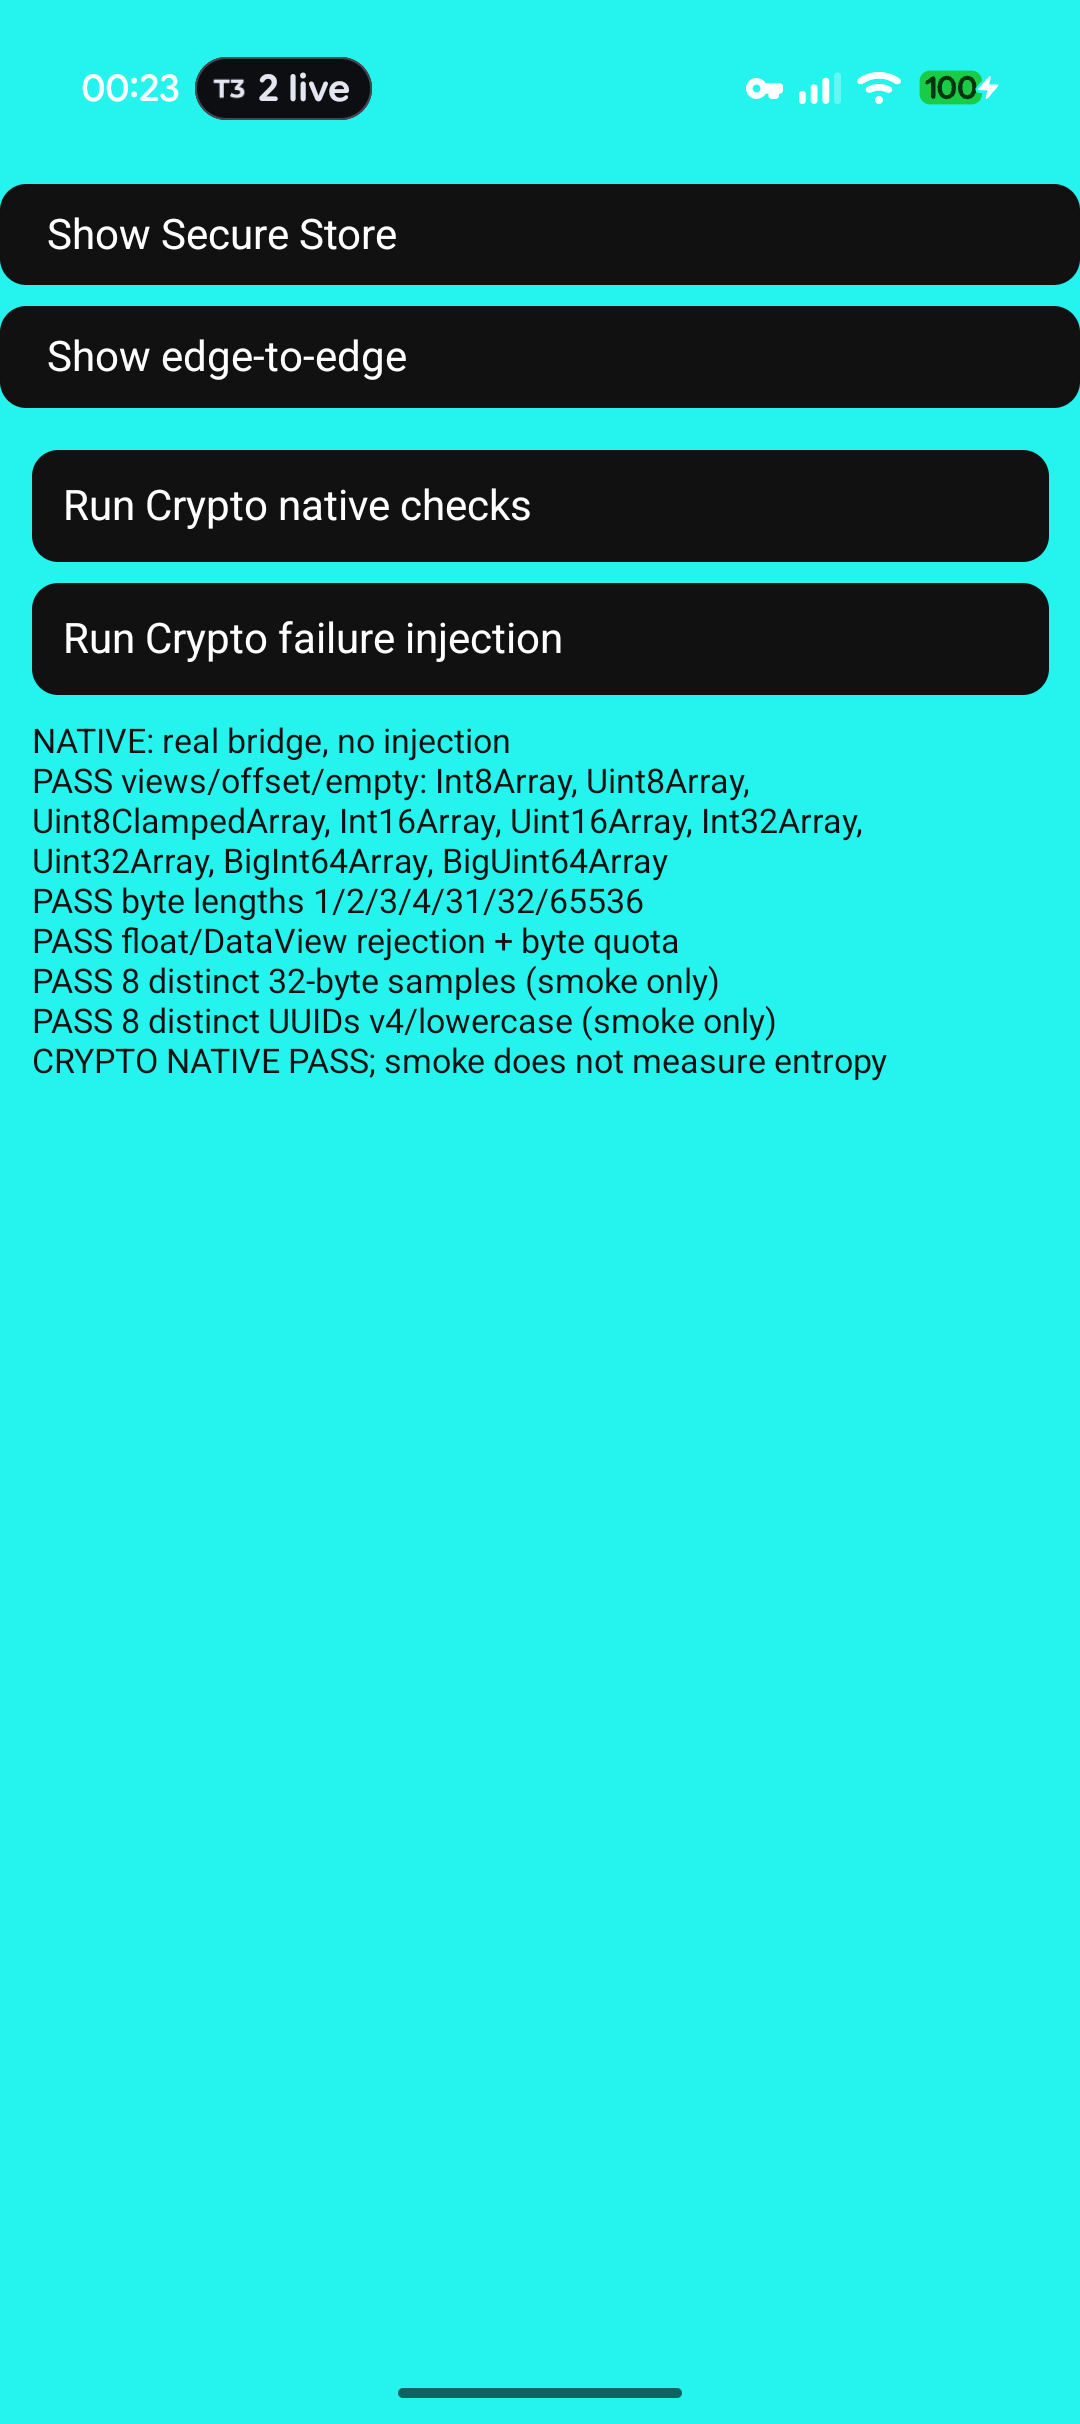 00:23 T3 2 live 100
Show Secure Store
Show edge-to-edge
Run Crypto native checks
Run Crypto failure injection
NATIVE: real bridge, no injection
PASS views/offset/empty: Int8Array, Uint8Array,
Uint8ClampedArray, Int16Array, Uint16Array, Int32Array,
Uint32Array, BigInt64Array, BigUint64Array
PASS byte lengths 1/2/3/4/31/32/65536
PASS float/DataView rejection + byte quota
PASS 8 distinct 32-byte samples (smoke only)
PASS 8 distinct UUIDs v4/lowercase (smoke only)
CRYPTO NATIVE PASS; smoke does not measure entropy